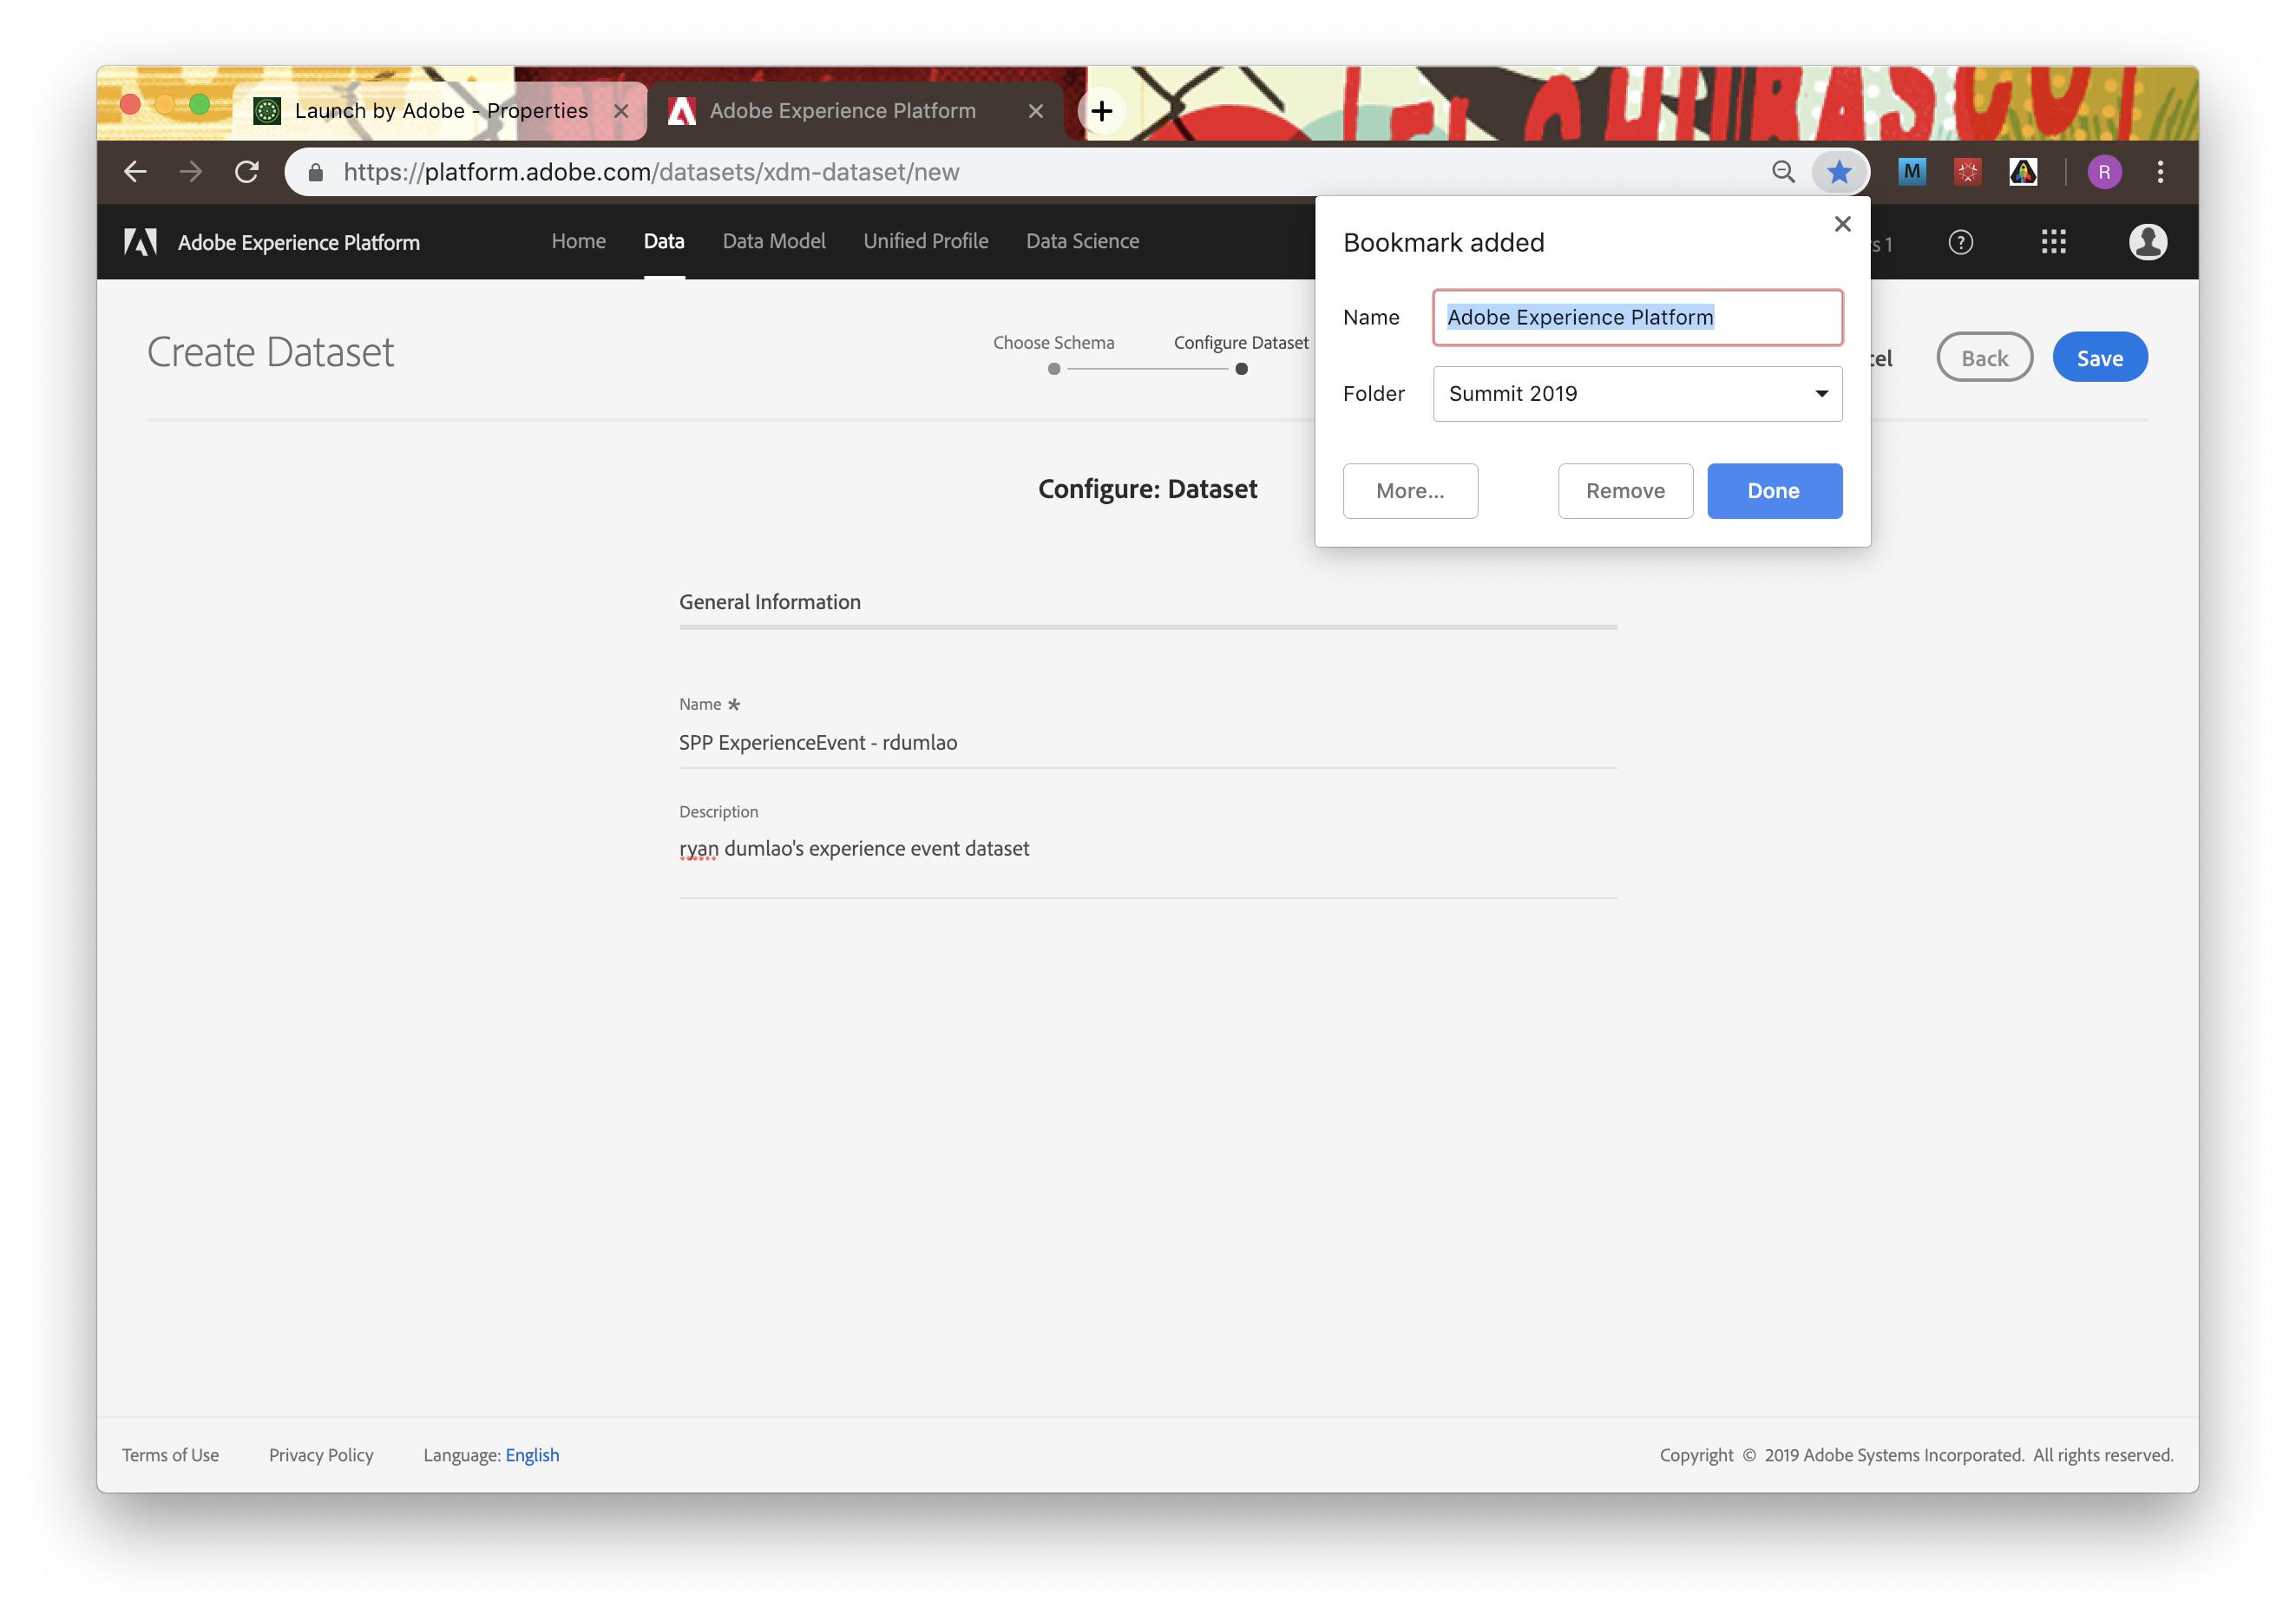 Launch by Adobe - Properties
Adobe Experience Platform
https://platform.adobe.com/datasets/xdm-dataset/new
M
R
Adobe Experience Platform
Home
Data
Data Model
Unified Profile
Data Science
s 1
Bookmark added
Name
Adobe Experience Platform
Folder
Summit 2019
More...
Remove
Done
Create Dataset
Choose Schema
Configure Dataset
cel
Back
Save
Configure: Dataset
General Information
Name *
SPP ExperienceEvent - rdumlao
Description
ryan dumlao's experience event dataset
Terms of Use
Privacy Policy
Language: English
Copyright © 2019 Adobe Systems Incorporated. All rights reserved.